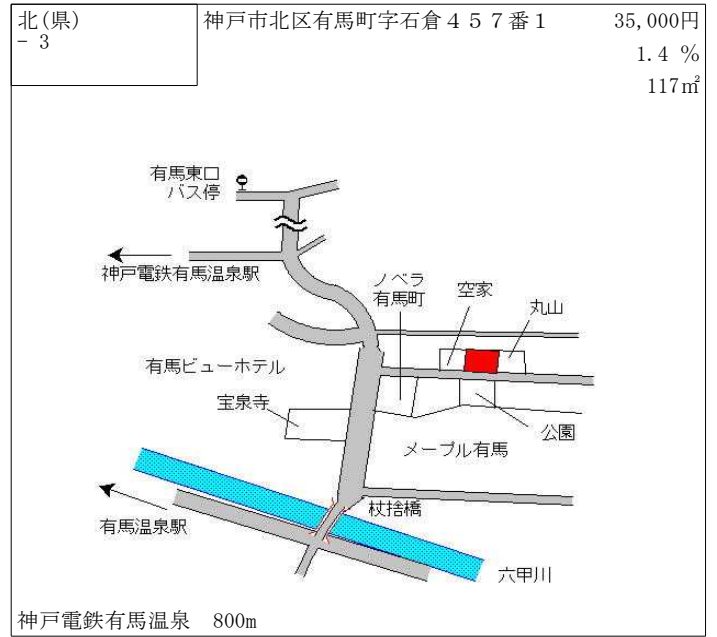 北(県)
－3
神戸市北区有馬町字石倉４５７番１
35,000円
1.4 %
117㎡
有馬東口
バス停
神戸電鉄有馬温泉駅
ノベラ
有馬町
空家
丸山
有馬ビューホテル
宝泉寺
公園
メープル有馬
杖捨橋
有馬温泉駅
六甲川
神戸電鉄有馬温泉　800m